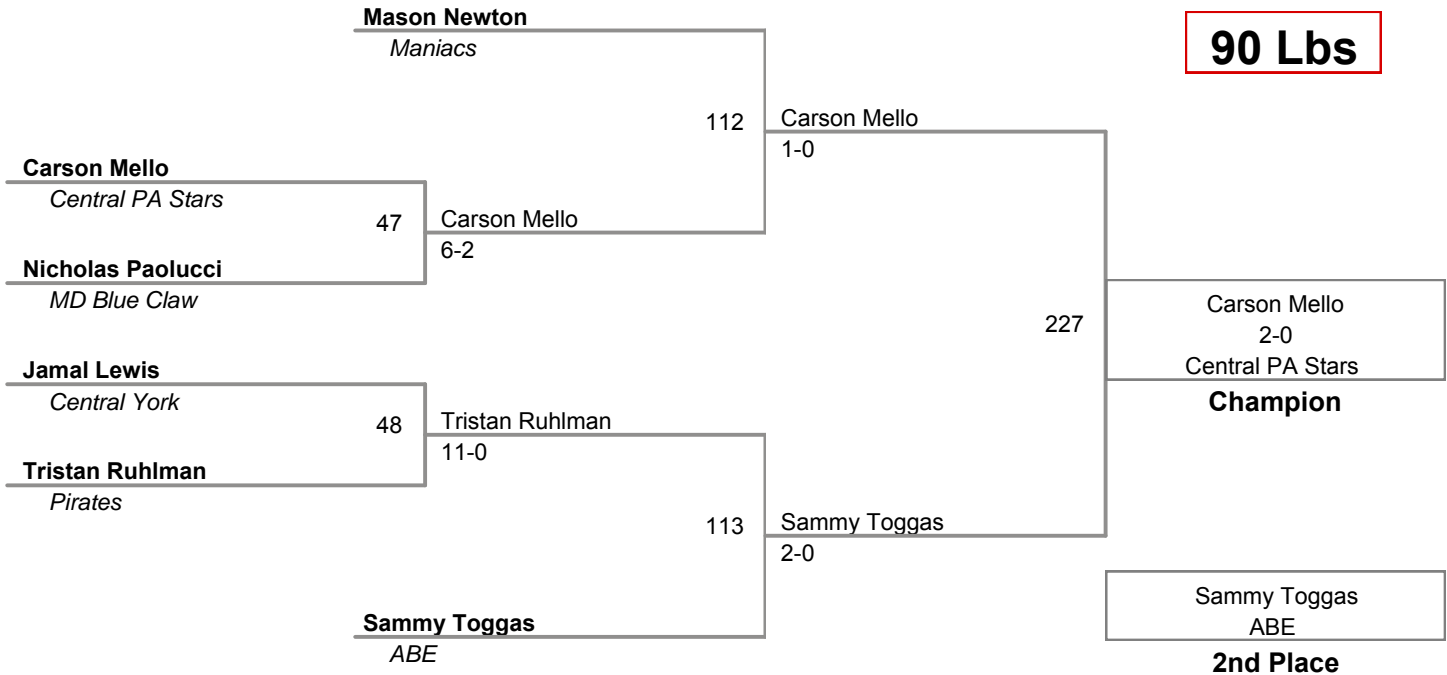 Mason Newton
Maniacs
90 Lbs
112
Carson Mello
1-0
Carson Mello
Central PA Stars
47
Carson Mello
6-2
Nicholas Paolucci
MD Blue Claw
227
Carson Mello
2-0
Central PA Stars
Champion
Jamal Lewis
Central York
48
Tristan Ruhlman
11-0
Tristan Ruhlman
Pirates
113
Sammy Toggas
2-0
Sammy Toggas
ABE
Sammy Toggas
ABE
2nd Place